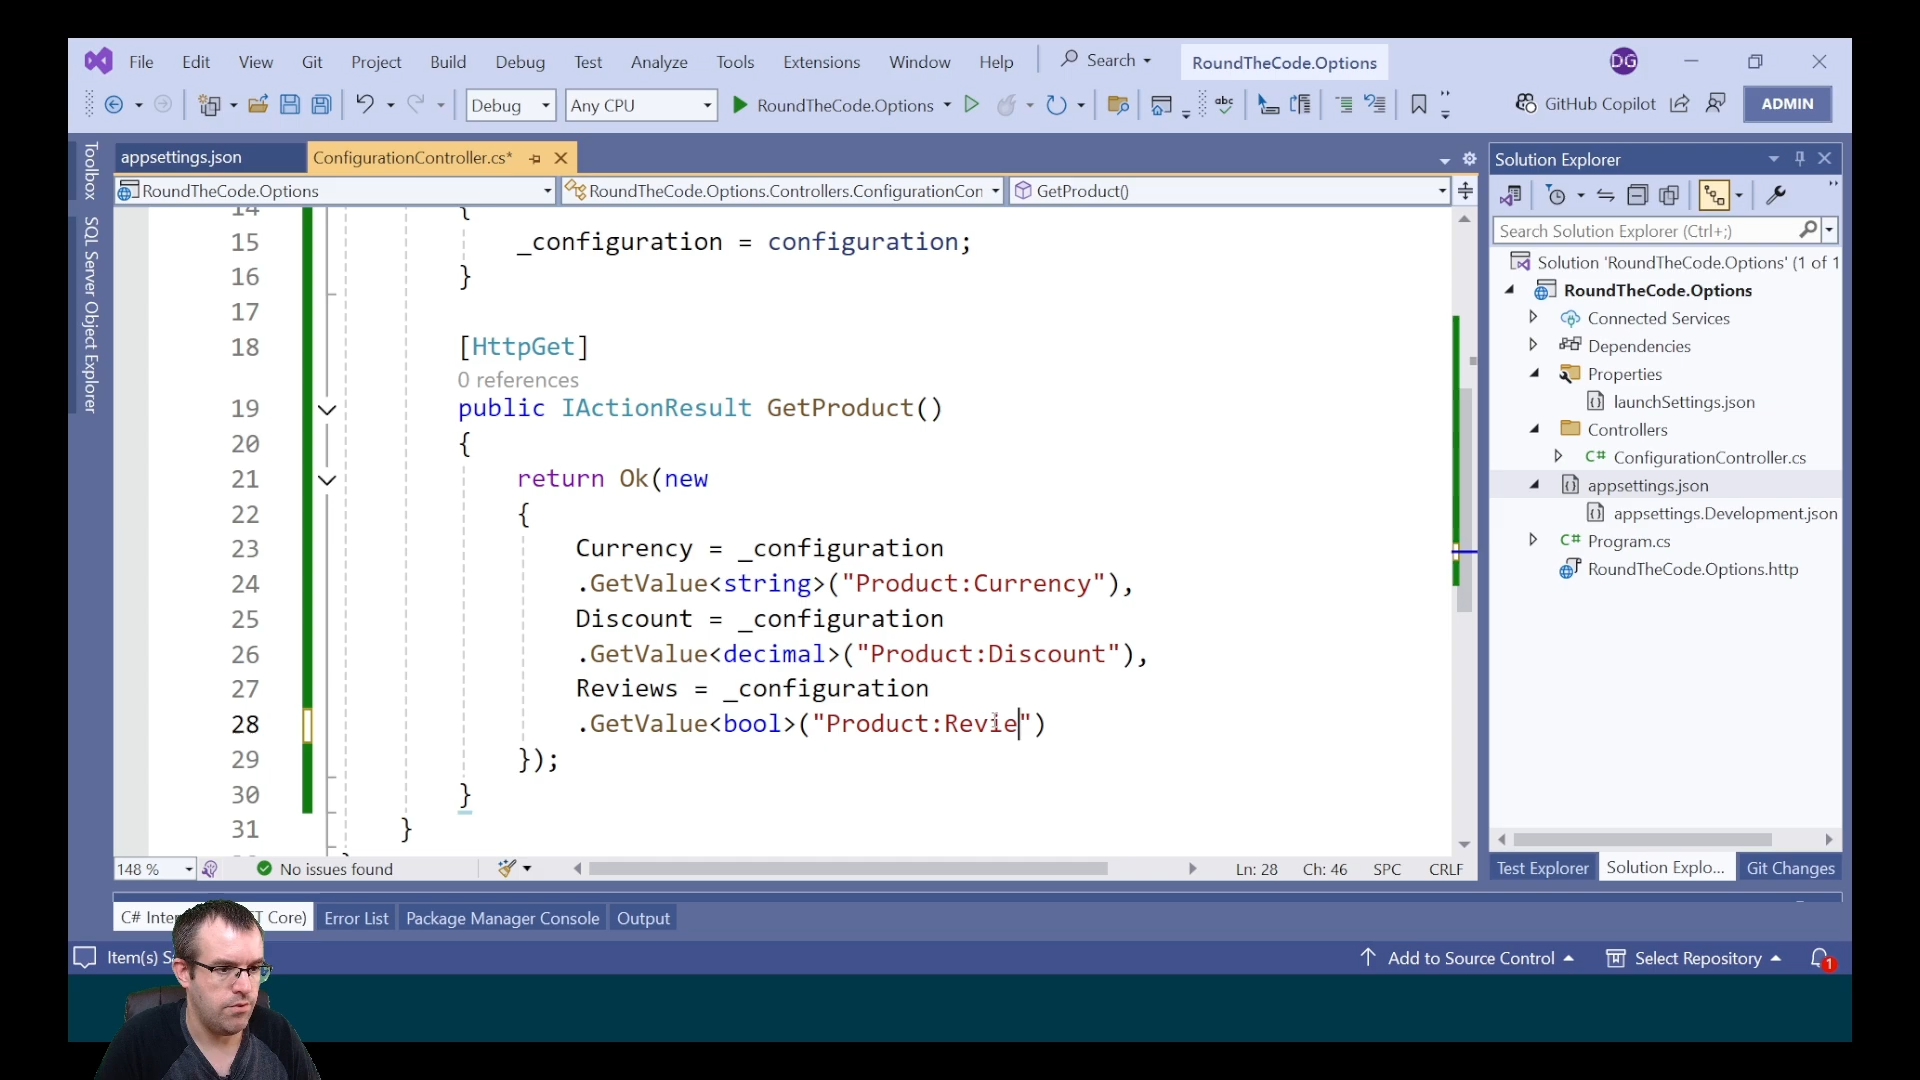 File Edit View Git Project Build Debug Test Analyze Tools Extensions Window Help Search RoundTheCode.Options DG
Debug Any CPU RoundTheCode.Options abc GitHub Copilot ADMIN
Toolbox
SQL Server Object Explorer
appsettings.json ConfigurationController.cs*
RoundTheCode.Options RoundTheCode.Options.Controllers.ConfigurationCon GetProduct()
14 {
15 _configuration = configuration;
16 }
17
18 [HttpGet]
0 references
19 public IActionResult GetProduct()
20 {
21 return Ok(new
22 {
23 Currency = _configuration
24 .GetValue<string>("Product:Currency"),
25 Discount = _configuration
26 .GetValue<decimal>("Product:Discount"),
27 Reviews = _configuration
28 .GetValue<bool>("Product:Revie")
29 });
30 }
31 }
148 % No issues found Ln: 28 Ch: 46 SPC CRLF
Solution Explorer
Search Solution Explorer (Ctrl+;)
Solution 'RoundTheCode.Options' (1 of 1
RoundTheCode.Options
Connected Services
Dependencies
Properties
launchSettings.json
Controllers
C# ConfigurationController.cs
appsettings.json
appsettings.Development.json
C# Program.cs
RoundTheCode.Options.http
Test Explorer Solution Explo... Git Changes
C# Inte T Core) Error List Package Manager Console Output
Item(s) S Add to Source Control Select Repository 1